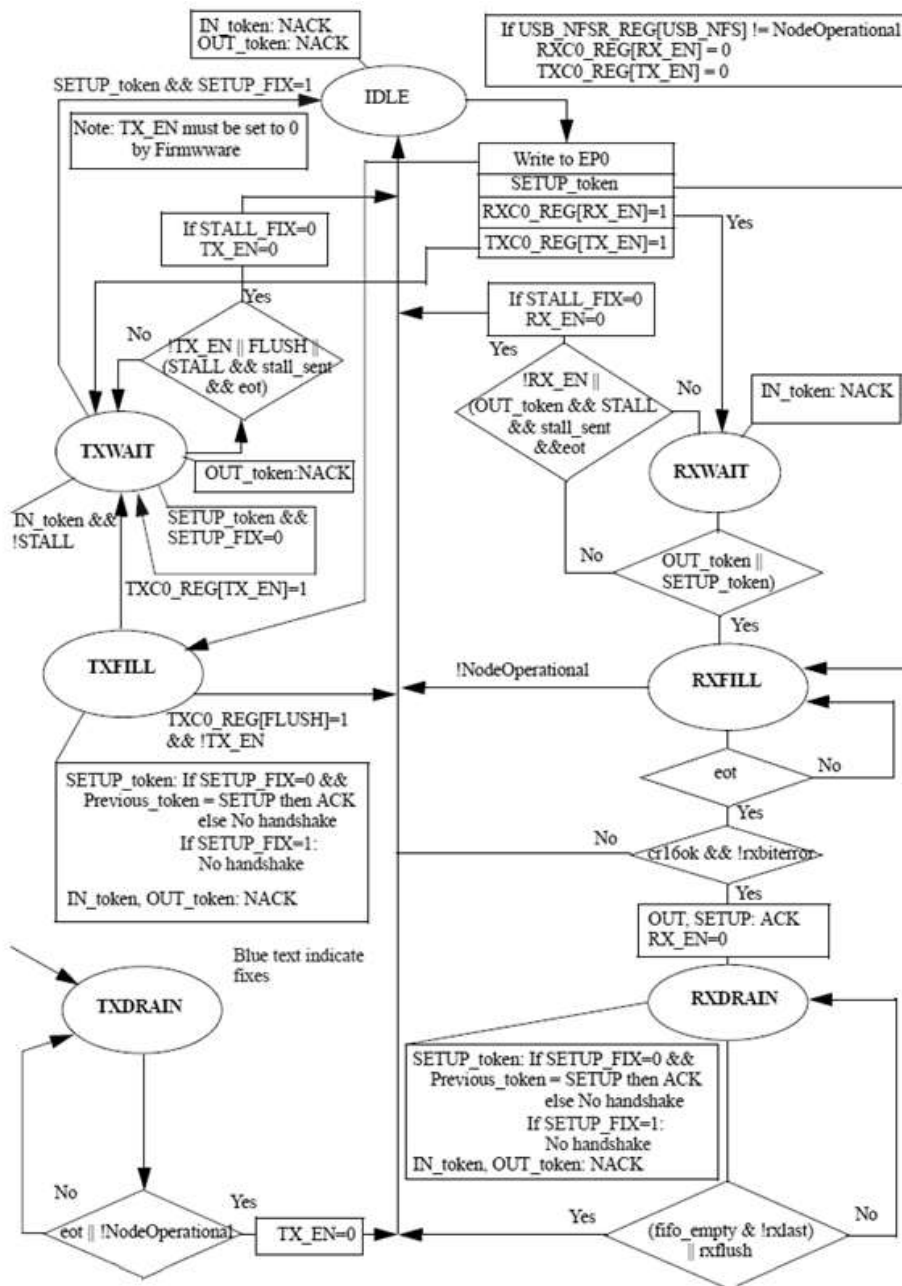 IN_token: NACK
OUT_token: NACK
If USB_NFSR_REG[USB_NFS] != NodeOperational
RXC0_REG[RX_EN] = 0
TXC0_REG[TX_EN] = 0
SETUP_token && SETUP_FIX=1
IDLE
Note: TX_EN must be set to 0
by Firmwware
Write to EP0
SETUP_token
RXC0_REG[RX_EN]=1
TXC0_REG[TX_EN]=1
Yes
If STALL_FIX=0
TX_EN=0
Yes
No
!TX_EN || FLUSH ||
(STALL && stall_sent
&& eot)
If STALL_FIX=0
RX_EN=0
Yes
No
!RX_EN ||
(OUT_token && STALL
&& stall_sent
&&eot
IN_token: NACK
TXWAIT
OUT_token:NACK
RXWAIT
IN_token &&
!STALL
SETUP_token &&
SETUP_FIX=0
TXC0_REG[TX_EN]=1
No
OUT_token ||
SETUP_token)
Yes
TXFILL
!NodeOperational
RXFILL
TXC0_REG[FLUSH]=1
&& !TX_EN
eot
No
Yes
SETUP_token: If SETUP_FIX=0 &&
Previous_token = SETUP then ACK
else No handshake
If SETUP_FIX=1:
No handshake
IN_token, OUT_token: NACK
No
cr16ok && !rxbiterror
Yes
OUT, SETUP: ACK
RX_EN=0
Blue text indicate
fixes
TXDRAIN
RXDRAIN
SETUP_token: If SETUP_FIX=0 &&
Previous_token = SETUP then ACK
else No handshake
If SETUP_FIX=1:
No handshake
IN_token, OUT_token: NACK
No
eot || !NodeOperational
Yes
TX_EN=0
Yes
(fifo_empty & !rxlast)
|| rxflush
No